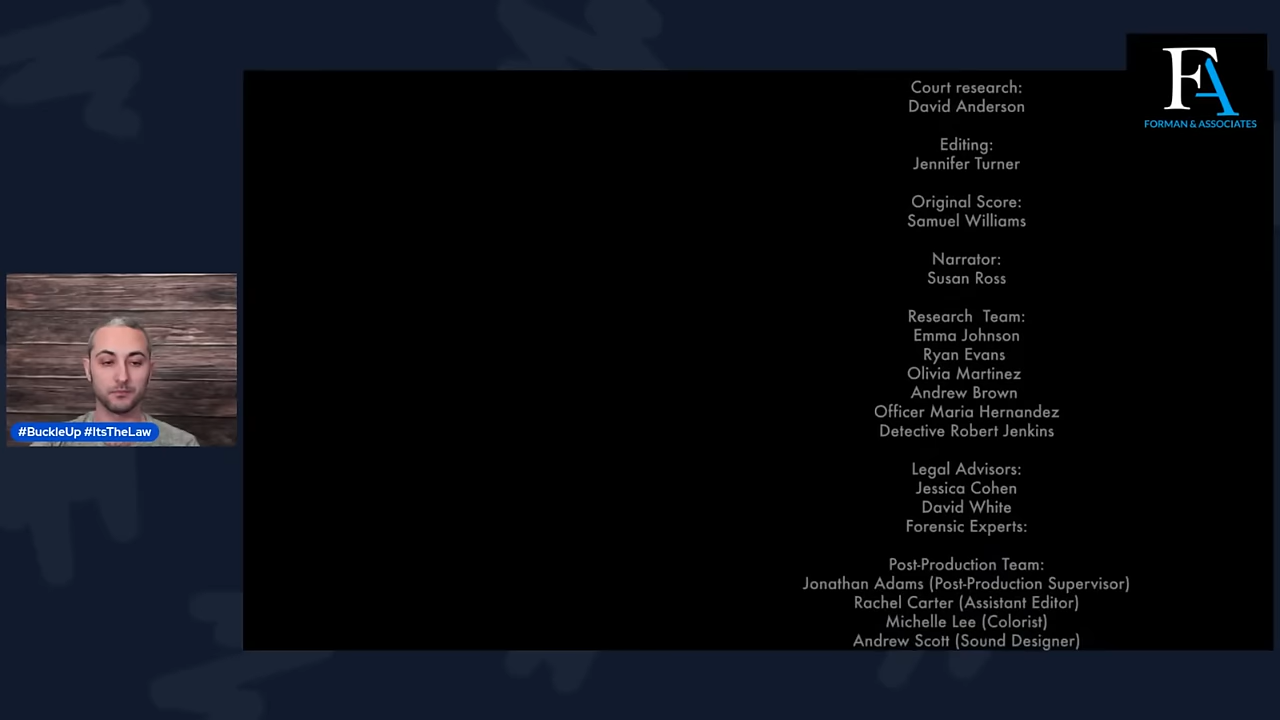 FA
FORMAN & ASSOCIATES
Court research:
David Anderson
Editing:
Jennifer Turner
Original Score:
Samuel Williams
Narrator:
Susan Ross
Research Team:
Emma Johnson
Ryan Evans
Olivia Martinez
Andrew Brown
Officer Maria Hernandez
Detective Robert Jenkins
Legal Advisors:
Jessica Cohen
David White
Forensic Experts:
Post-Production Team:
Jonathan Adams (Post-Production Supervisor)
Rachel Carter (Assistant Editor)
Michelle Lee (Colorist)
Andrew Scott (Sound Designer)
#BuckleUp #ItsTheLaw